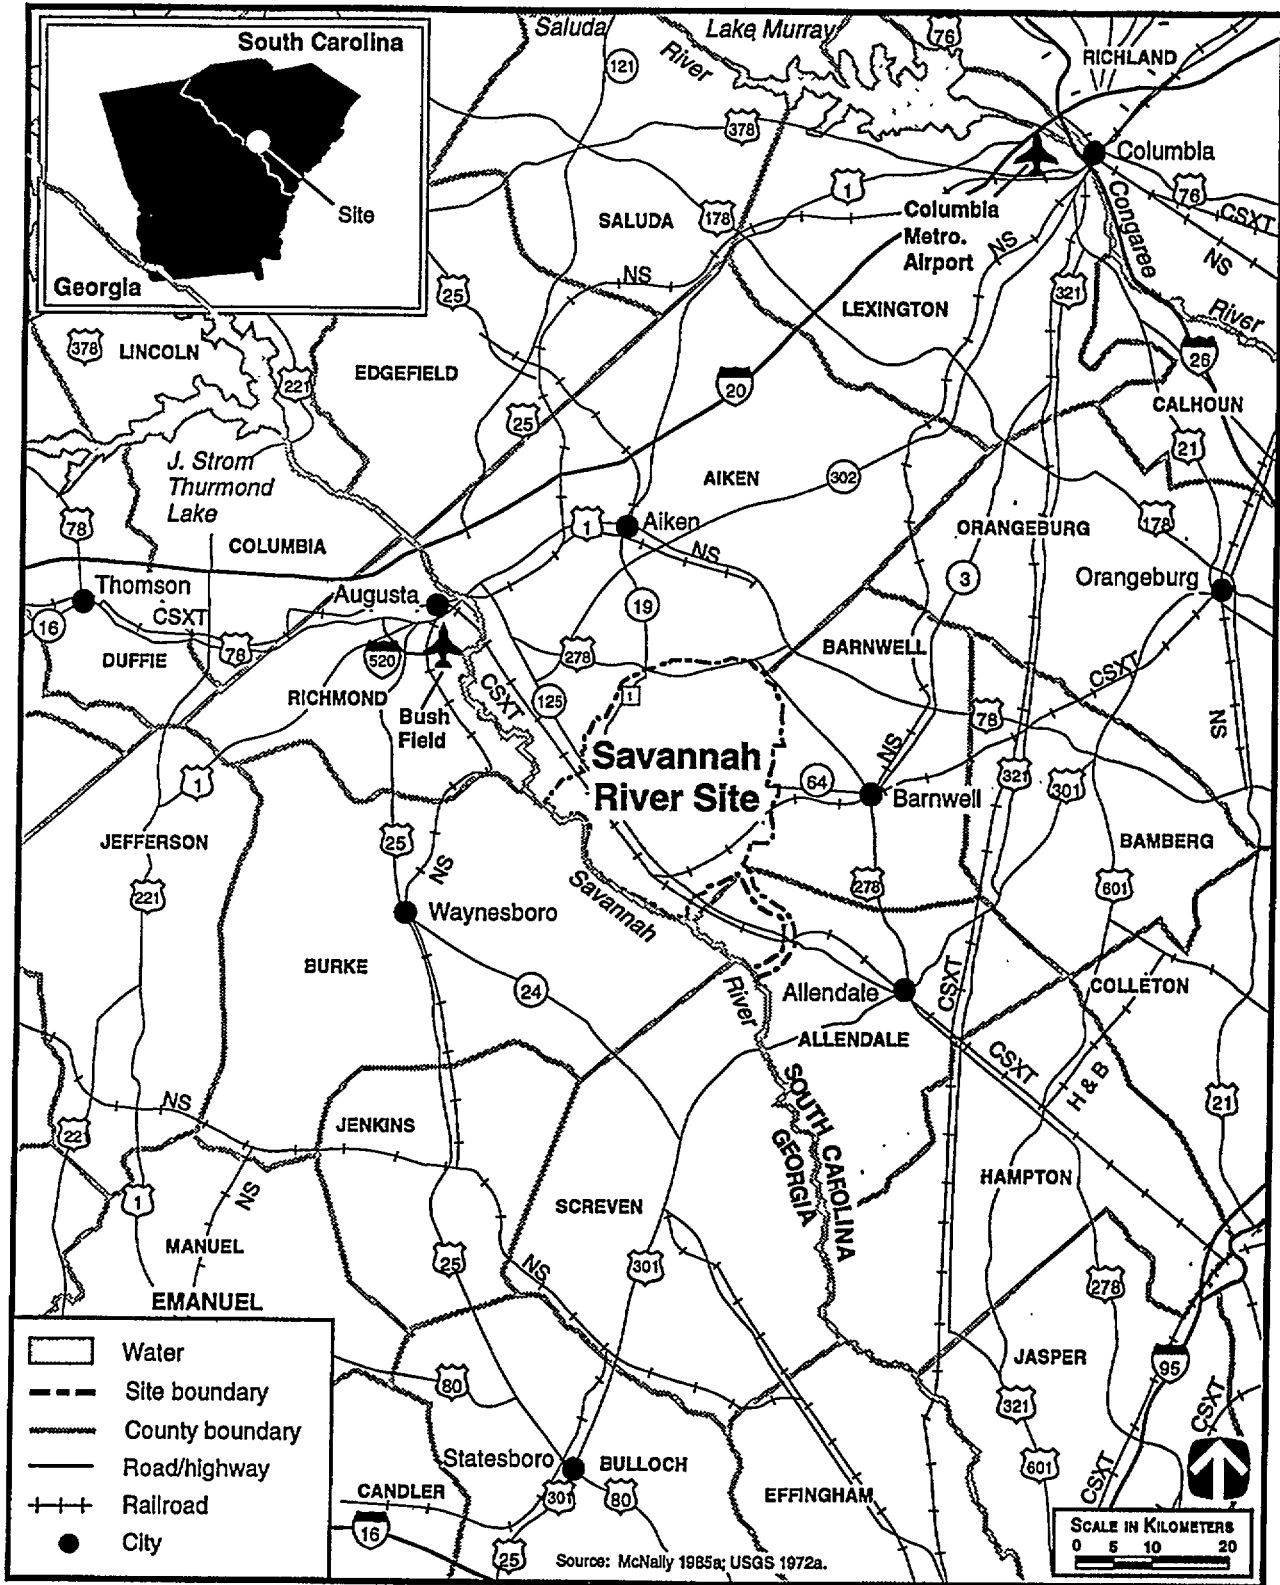 South Carolina
Site
Georgia
Saluda
River
Lake Murray
121
76
RICHLAND
378
1
Columbia
76
CSXT
SALUDA
178
Columbia
Metro.
Airport
NS
Congaree
River
NS
NS
25
321
LEXINGTON
26
378
LINCOLN
221
EDGEFIELD
20
25
CALHOUN
21
J. Strom
Thurmond
Lake
AIKEN
302
78
1
Aiken
ORANGEBURG
178
COLUMBIA
NS
Thomson
Augusta
19
3
Orangeburg
16
CSXT
78
DUFFIE
520
278
BARNWELL
CSXT
RICHMOND
CSXT
125
1
Bush
Field
78
NS
NS
Savannah
River Site
1
64
Barnwell
321
301
JEFFERSON
25
BAMBERG
221
NS
278
601
Waynesboro
Savannah
River
BURKE
24
Allendale
CSXT
COLLETON
ALLENDALE
CSXT
H & B
NS
21
221
JENKINS
SOUTH CAROLINA
GEORGIA
HAMPTON
1
NS
SCREVEN
MANUEL
25
NS
301
278
EMANUEL
JASPER
95
80
321
CSXT
Statesboro
BULLOCH
601
CSXT
CANDLER
301
80
EFFINGHAM
16
25
Water
Site boundary
County boundary
Road/highway
Railroad
City
Source: McNally 1985a; USGS 1972a.
SCALE IN KILOMETERS
0 5 10 20